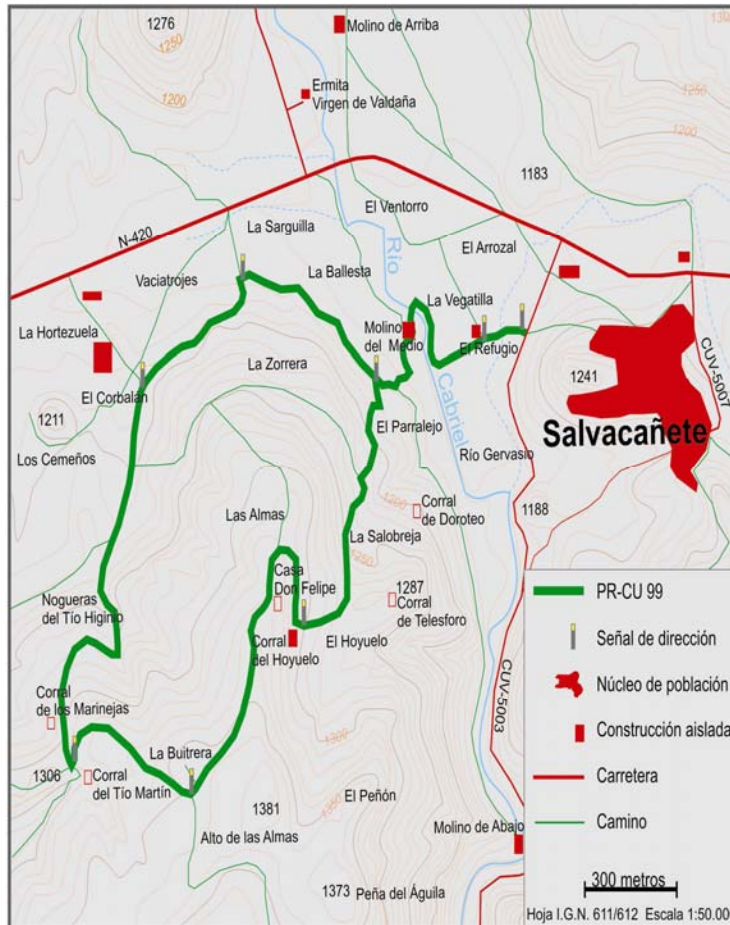 1276
1250
1200
Molino de Arriba
Ermita
Virgen de Valdaña
1250
1200
1183
El Ventorro
N-420
La Sarguilla
Río
El Arrozal
Vaciatrojes
La Ballesta
La Vegatilla
La Hortezuela
Molino
del Medio
El Refugio
CUV-5007
La Zorrera
Cabriel
1241
El Corbalán
1211
El Parralejo
Salvacañete
Los Cemeños
Río Gervasio
1200
Corral
de Doroteo
1188
Las Almas
La Salobreja
1250
Casa
Don Felipe
1287
Corral
de Telesforo
Nogueras
del Tío Higinio
Corral
del Hoyuelo
El Hoyuelo
CUV-5003
Corral
de los Marinejas
1300
La Buitrera
1306
Corral
del Tío Martín
1381
El Peñón
1350
Alto de las Almas
Molino de Abajo
1373
Peña del Águila
PR-CU 99
Señal de dirección
Núcleo de población
Construcción aislada
Carretera
Camino
300 metros
Hoja I.G.N. 611/612 Escala 1:50.00